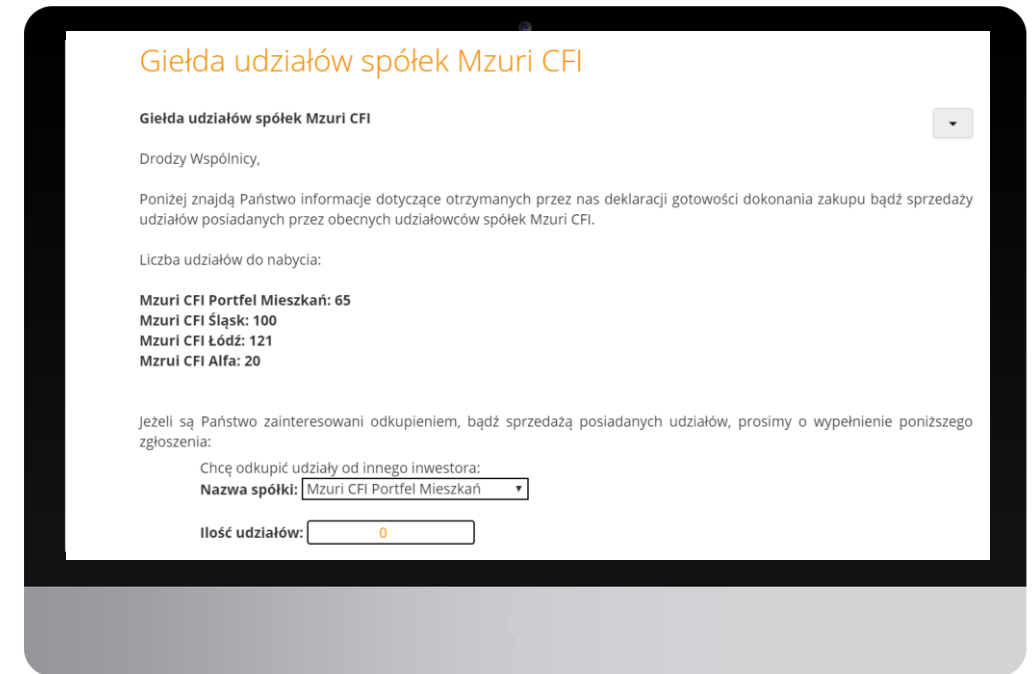 Giełda udziałów spółek Mzuri CFI
Giełda udziałów spółek Mzuri CFI
Drodzy Wspólnicy,
Poniżej znajdą Państwo informacje dotyczące otrzymanych przez nas deklaracji gotowości dokonania zakupu bądź sprzedaży
udziałów posiadanych przez obecnych udziałowców spółek Mzuri CFI.
Liczba udziałów do nabycia:
Mzuri CFI Portfel Mieszkań: 65
Mzuri CFI Śląsk: 100
Mzuri CFI Łódź: 121
Mzrui CFI Alfa: 20
Jeżeli są Państwo zainteresowani odkupieniem, bądź sprzedażą posiadanych udziałów, prosimy o wypełnienie poniższego
zgłoszenia:
Chcę odkupić udziały od innego inwestora:
Nazwa spółki: Mzuri CFI Portfel Mieszkań
Ilość udziałów: 0